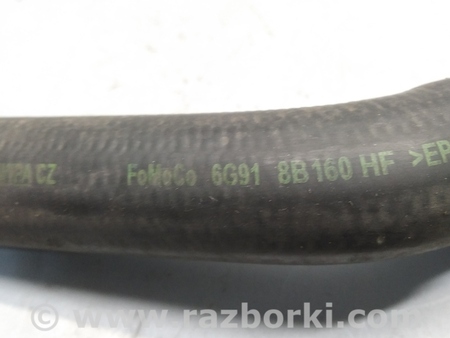 CZ FoMoCo 6G91 8B160 HF >EP
© www.razborki.com